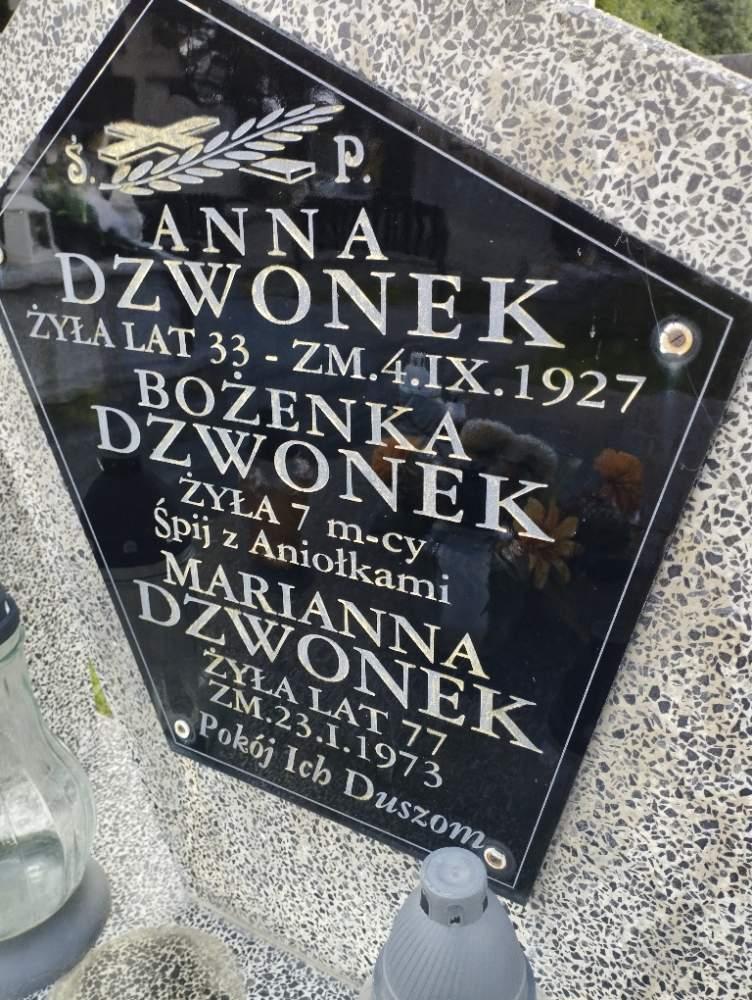 Ś. P.
ANNA
DZWONEK
ŻYŁA LAT 33 - ZM.4.IX.1927
BOŻENKA
DZWONEK
ŻYŁA 7 m-cy
Śpij z Aniołkami
MARIANNA
DZWONEK
ŻYŁA LAT 77
ZM.23.I.1973
Pokój Ich Duszom